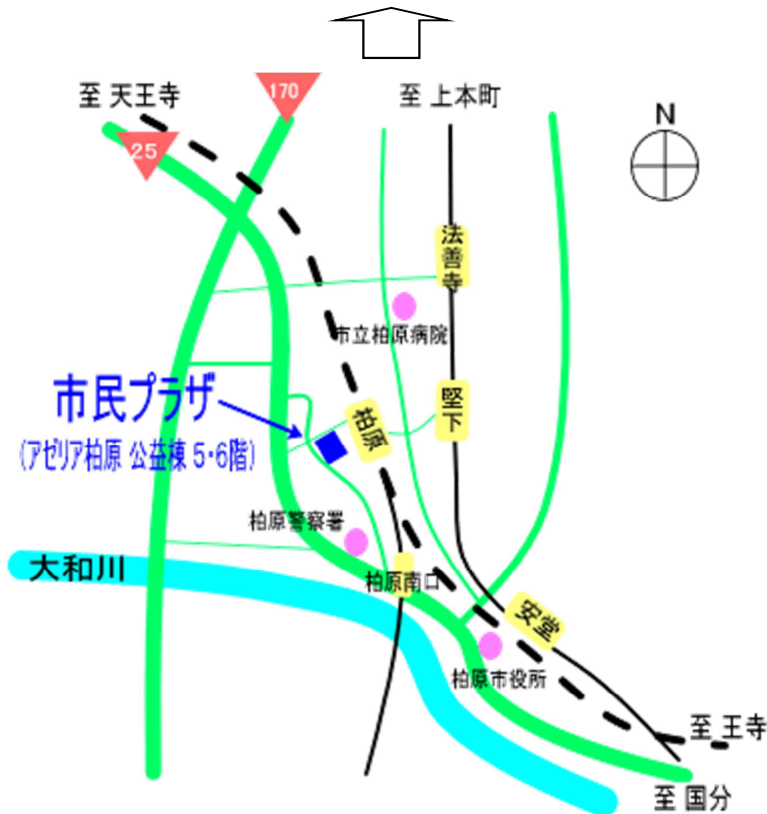 至 天王寺
170
至 上本町
25
N
法善寺
市立柏原病院
市民プラザ
(アゼリア柏原 公益棟 5・6階)
柏原
堅下
柏原警察署
大和川
柏原南口
安堂
柏原市役所
至 王寺
至 国分